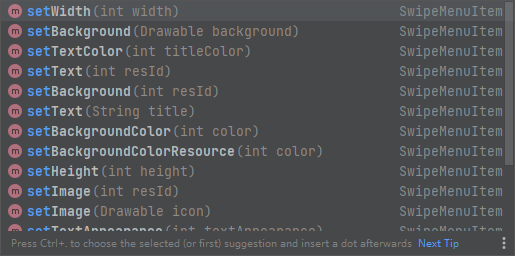 m setWidth(int width) SwipeMenuItem
m setBackground(Drawable background) SwipeMenuItem
m setTextColor(int titleColor) SwipeMenuItem
m setText(int resId) SwipeMenuItem
m setBackground(int resId) SwipeMenuItem
m setText(String title) SwipeMenuItem
m setBackgroundColor(int color) SwipeMenuItem
m setBackgroundColorResource(int color) SwipeMenuItem
m setHeight(int height) SwipeMenuItem
m setImage(int resId) SwipeMenuItem
m setImage(Drawable icon) SwipeMenuItem
m setTextAppearance(int textAppearance) SwipeMenuItem
Press Ctrl+. to choose the selected (or first) suggestion and insert a dot afterwards Next Tip